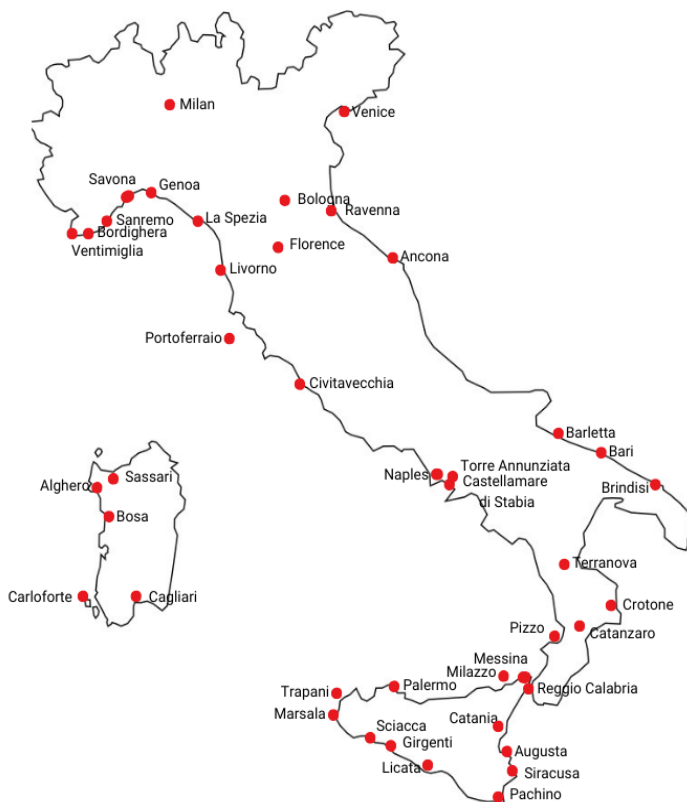 Milan
Venice
Savona
Genoa
Bologna
Ravenna
Sanremo
La Spezia
Bordighera
Ventimiglia
Florence
Ancona
Livorno
Portoferraio
Civitavecchia
Barletta
Bari
Naples
Torre Annunziata
Castellamare
di Stabia
Brindisi
Sassari
Alghero
Bosa
Terranova
Carloforte
Cagliari
Crotone
Pizzo
Catanzaro
Messina
Milazzo
Reggio Calabria
Trapani
Palermo
Marsala
Catania
Sciacca
Girgenti
Augusta
Licata
Siracusa
Pachino